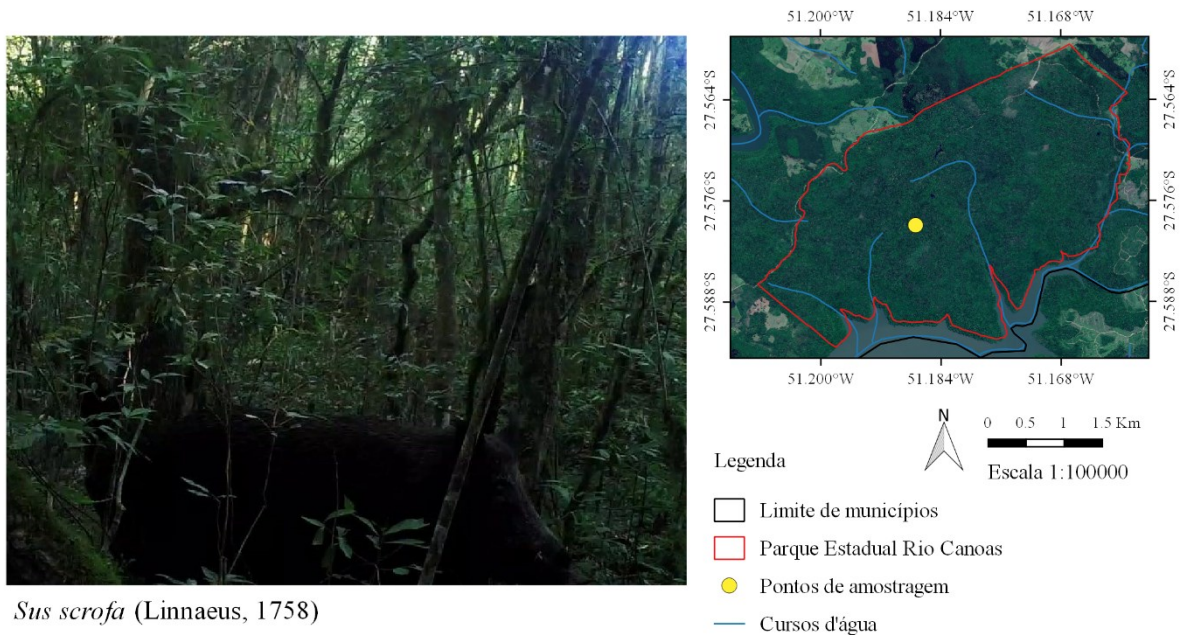 51.200°W 51.184°W 51.168°W
27.564°S 27.564°S
27.576°S 27.576°S
27.588°S 27.588°S
51.200°W 51.184°W 51.168°W
N
0 0.5 1 1.5 Km
Escala 1:100000
Legenda
Limite de municípios
Parque Estadual Rio Canoas
Pontos de amostragem
Cursos d'água
Sus scrofa (Linnaeus, 1758)